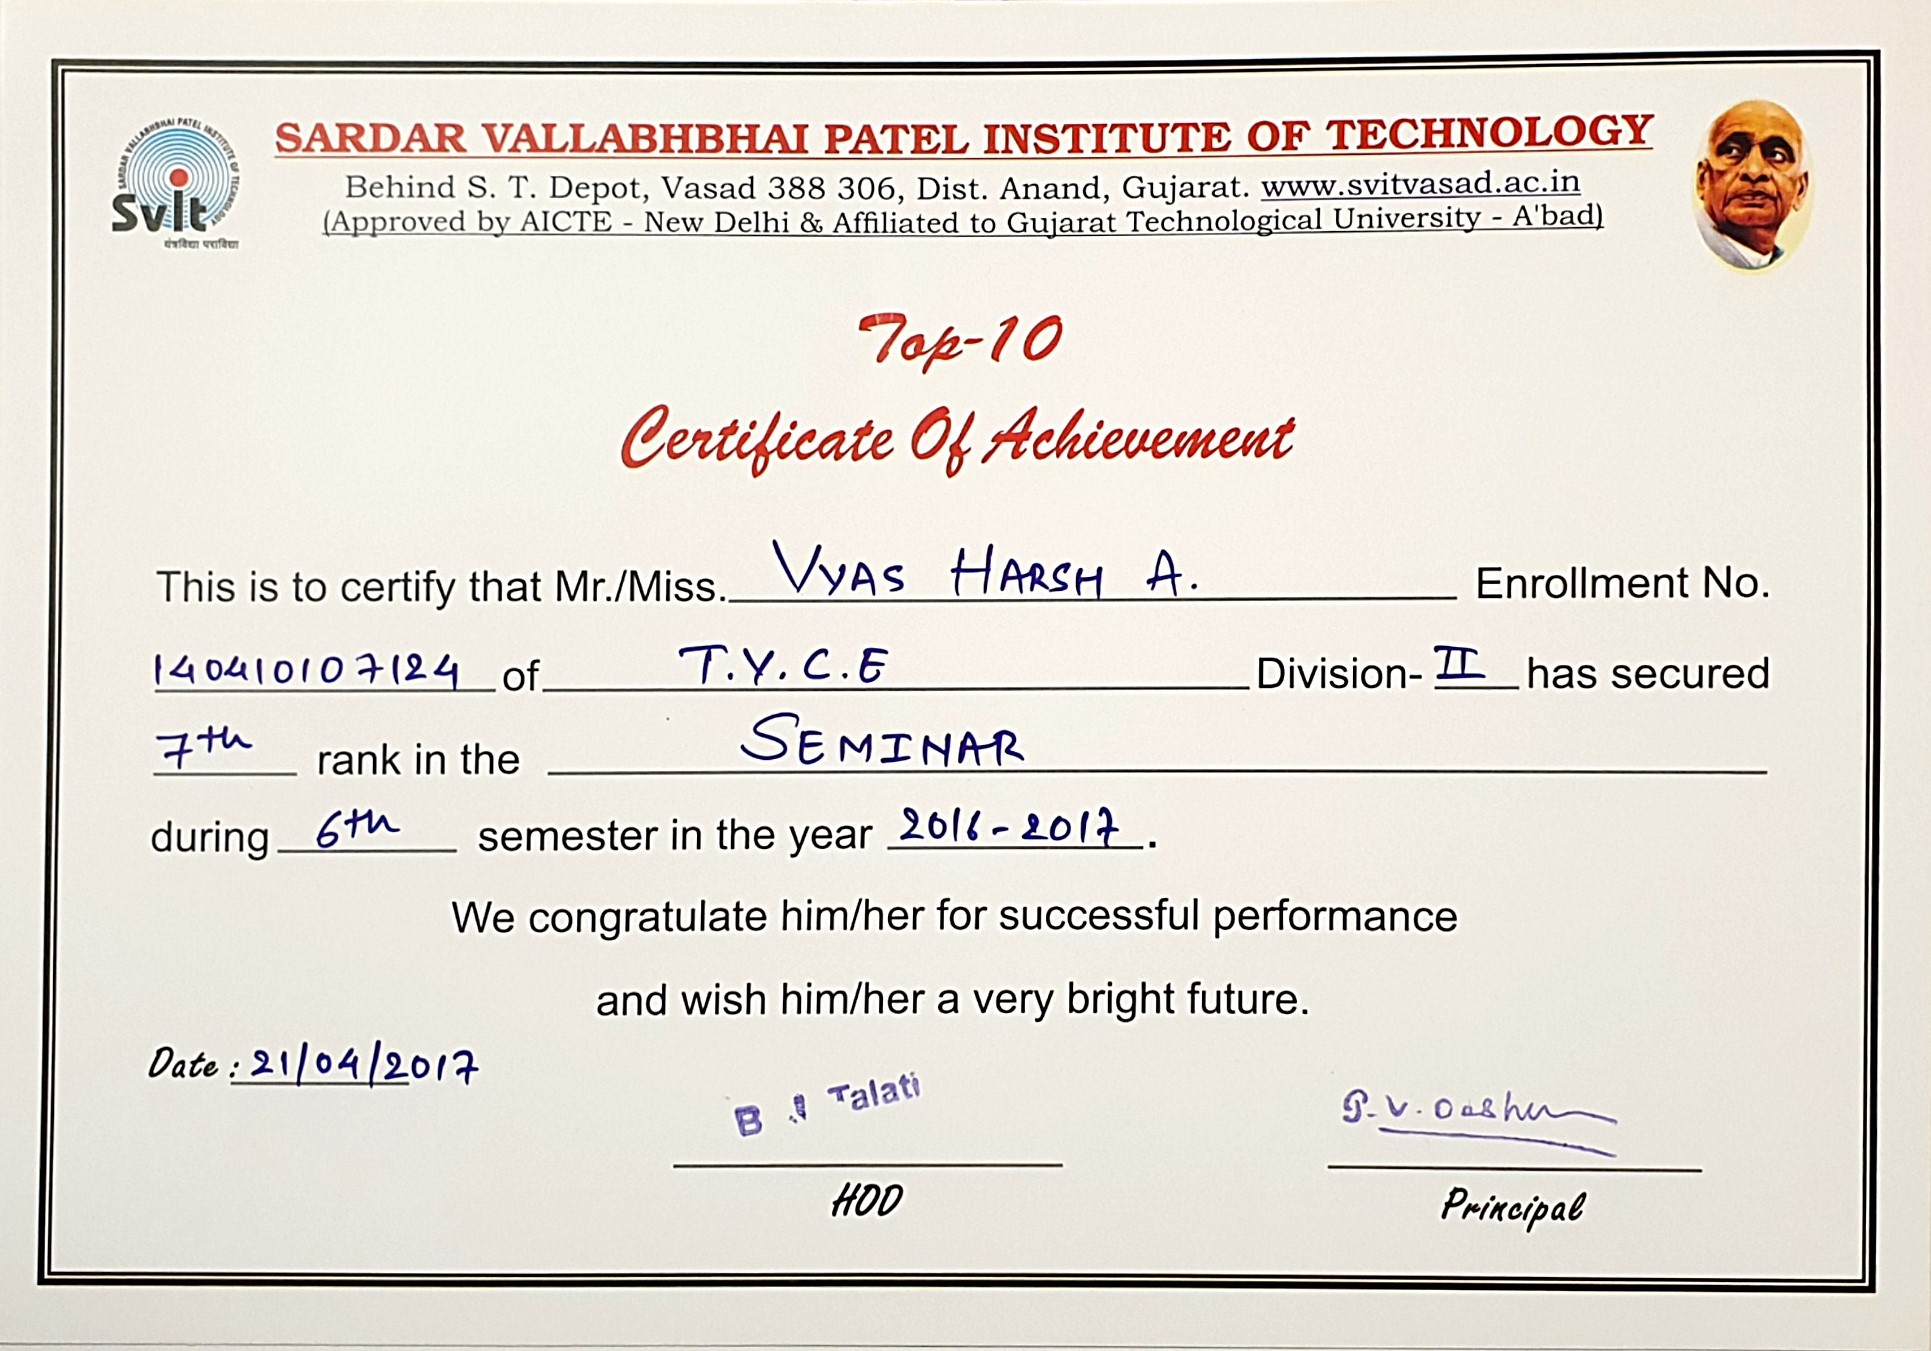 SARDAR VALLABHBHAI PATEL INSTITUTE OF TECHNOLOGY
SARDAR VALLABHBHAI PATEL INSTITUTE OF TECHNOLOGY
Behind S. T. Depot, Vasad 388 306, Dist. Anand, Gujarat. www.svitvasad.ac.in
(Approved by AICTE - New Delhi & Affiliated to Gujarat Technological University - A'bad)
SvIt
Top-10
Certificate Of Achievement
This is to certify that Mr./Miss. VYAS HARSH A. Enrollment No.
140410107124 of T.Y.C.E Division- II has secured
7th rank in the SEMINAR
during 6th semester in the year 2016-2017.
We congratulate him/her for successful performance
and wish him/her a very bright future.
Date : 21/04/2017
B J Talati
HOD
Principal